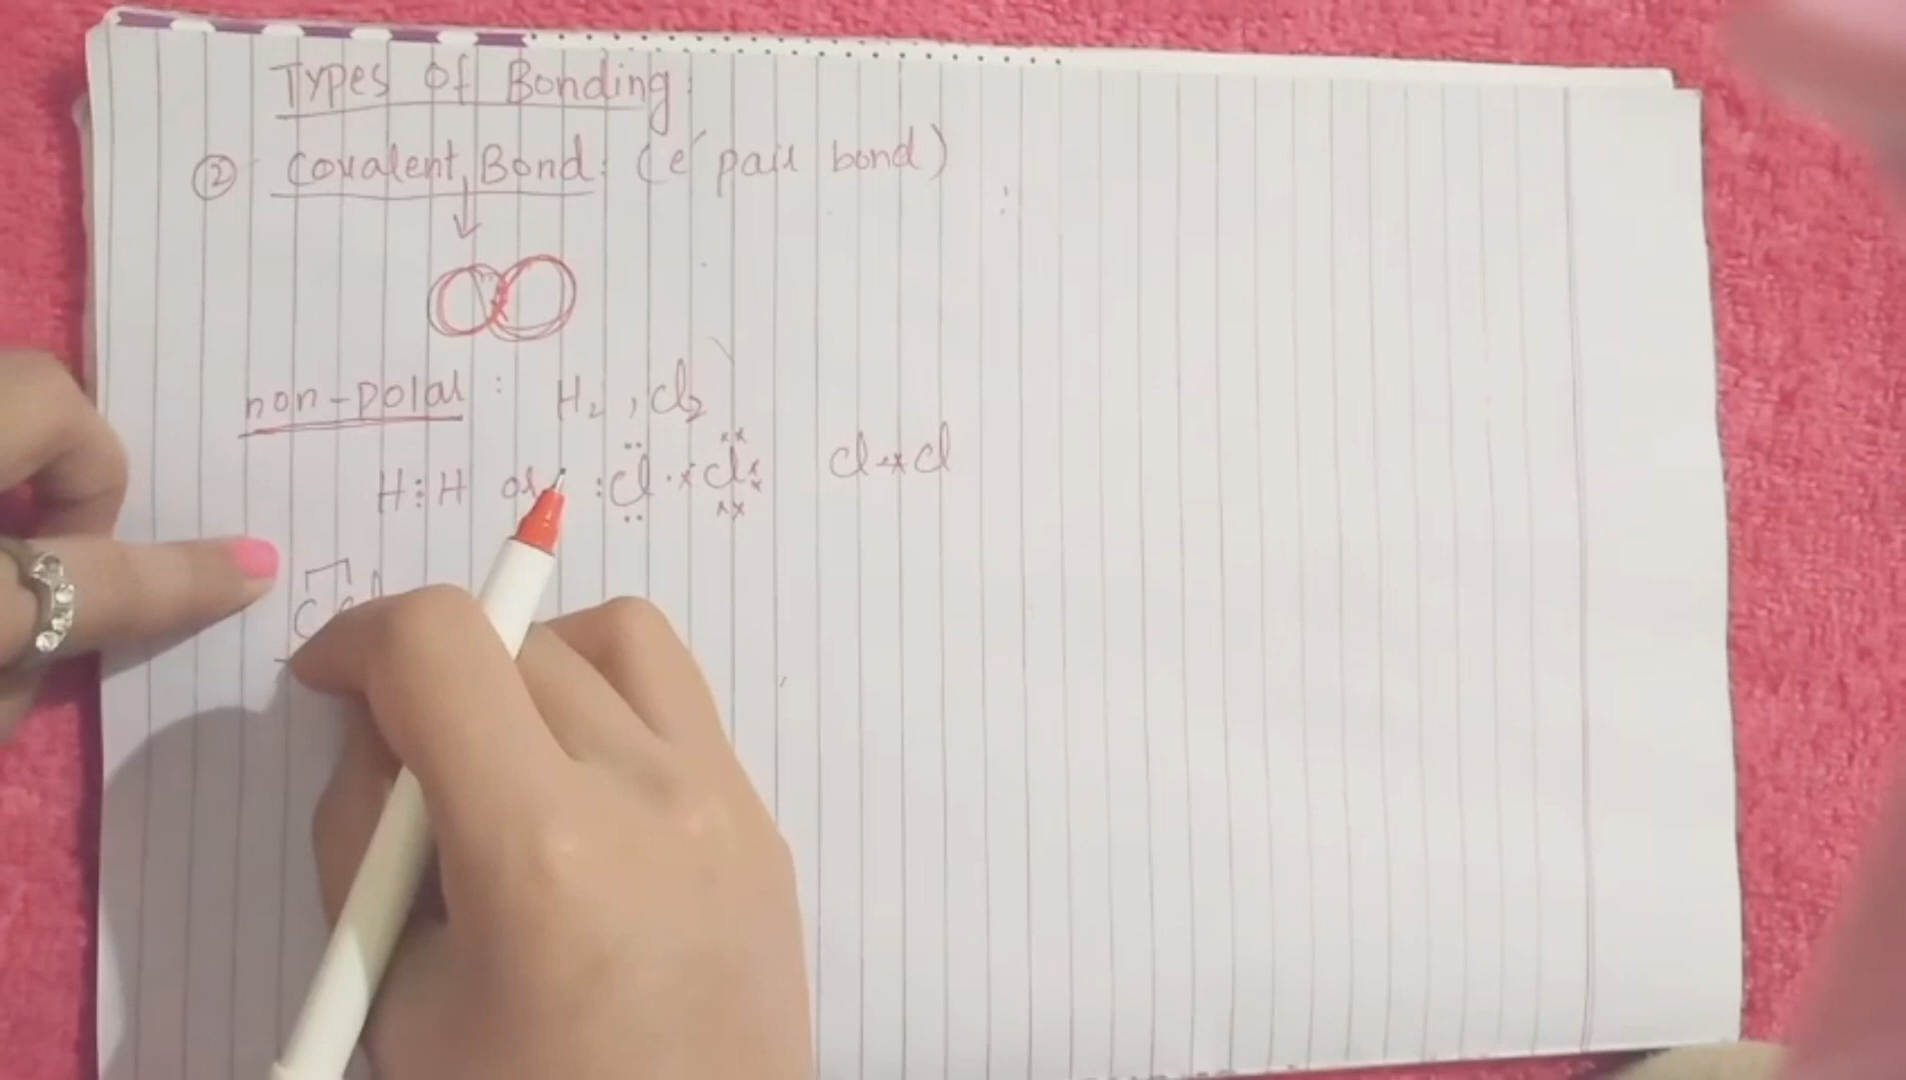 Types Of Bonding:
② Covalent Bond: (e⁻ pair bond)
non-polar : H₂ , Cl₂
H:H or :Cl·×Cl Cl·×Cl